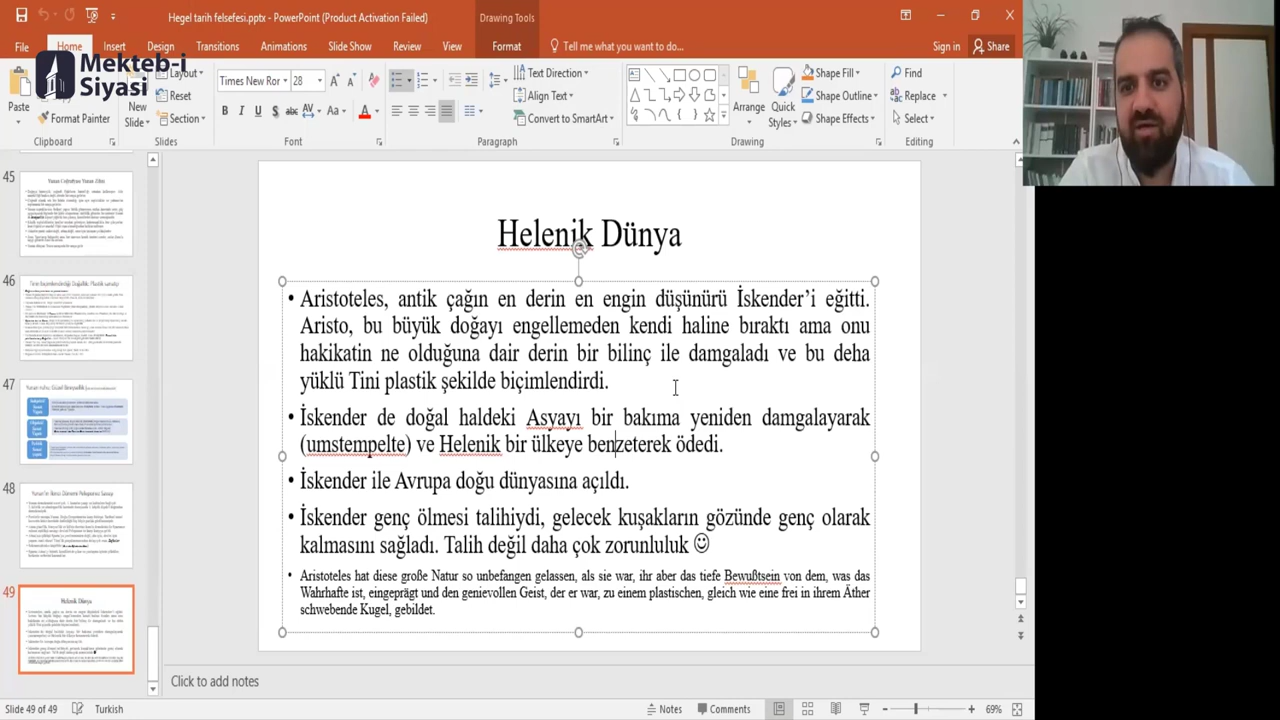 Hegel tarih felsefesi.pptx - PowerPoint (Product Activation Failed)
Drawing Tools
File
Home
Insert
Design
Transitions
Animations
Slide Show
Review
View
Format
Tell me what you want to do...
Sign in
Share
Mekteb-i
Siyasi
Paste
Format Painter
Clipboard
New
Slide
Layout
Reset
Section
Slides
Times New Ror
28
Font
Text Direction
Align Text
Convert to SmartArt
Paragraph
Arrange
Quick
Styles
Shape Fill
Shape Outline
Shape Effects
Drawing
Find
Replace
Select
Editing
45
46
47
48
49
Helenik Dünya
Helenik Dünya
• Aristoteles, antik çağın en derin en engin düşünürü İskender'i eğitti.
Aristo, bu büyük doğayı engellemeden kendi haline bıraktı ama onu
hakikatin ne olduğuna dair derin bir bilinç ile damgaladı ve bu deha
yüklü Tini plastik şekilde biçimlendirdi.
• İskender de doğal haldeki Asyayı bir bakıma yeniden damgalayarak
(umstempelte) ve Helenik bir ülkeye benzeterek ödedi.
• İskender ile Avrupa doğu dünyasına açıldı.
• İskender genç ölmedi, gelecek kuşakların gözünde genç olarak
kalmasını sağladı. Talih değil daha çok zorunluluk ☺
• Aristoteles hat diese große Natur so unbefangen gelassen, als sie war, ihr aber das tiefe Bewußtsein von dem, was das
Wahrhafte ist, eingeprägt und den genievollen Geist, der er war, zu einem plastischen, gleich wie eine frei in ihrem Äther
schwebende Kugel, gebildet.
Click to add notes
Slide 49 of 49
Turkish
Notes
Comments
69%